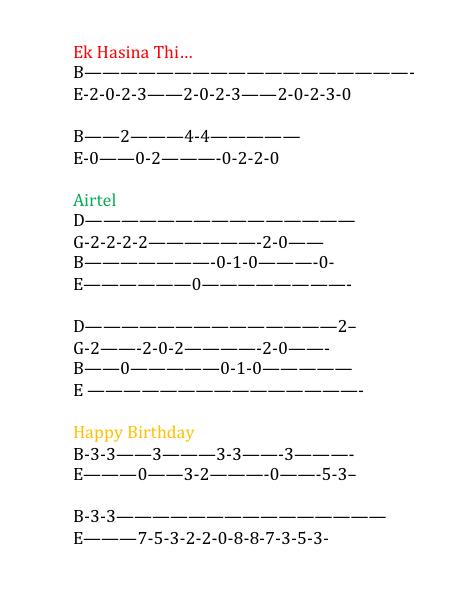 Ek Hasina Thi…
B——————————————————-
E-2-0-2-3——2-0-2-3——2-0-2-3-0
B——2———4-4—————
E-0——0-2———-0-2-2-0
Airtel
D———————————————
G-2-2-2-2——————-2-0——
B———————-0-1-0———-0-
E——————0————————-
D——————————————2–
G-2——-2-0-2————-2-0——-
B——0—————0-1-0—————
E ———————————————-
Happy Birthday
B-3-3——3———3-3——-3———-
E———0——3-2———-0——-5-3–
B-3-3———————————————
E———7-5-3-2-2-0-8-8-7-3-5-3-